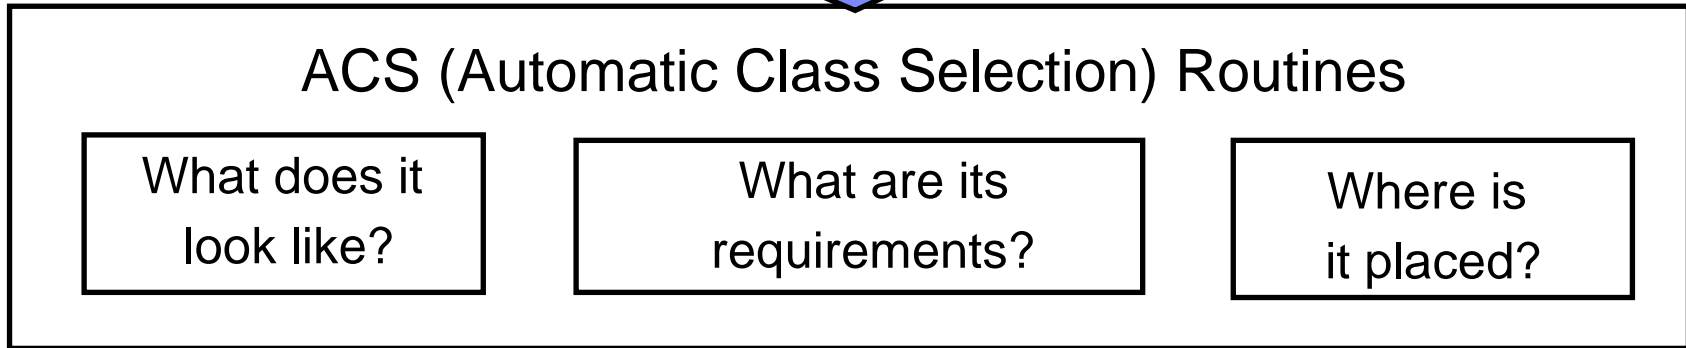 ACS (Automatic Class Selection) Routines
What does it
look like?
What are its
requirements?
Where is
it placed?